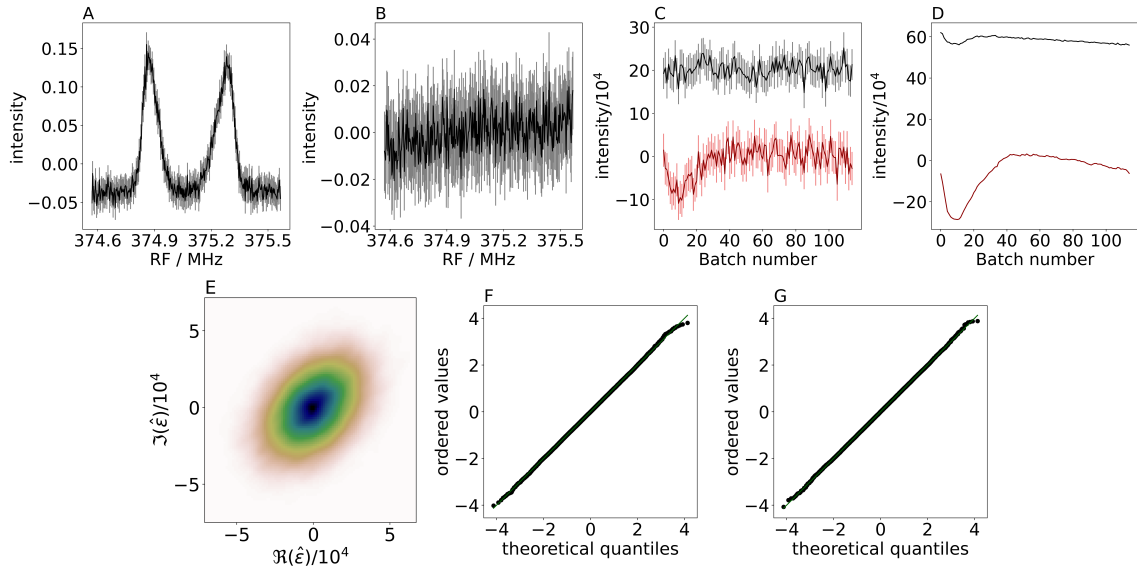 A
intensity
0.15
0.10
0.05
0.00
−0.05
374.6 374.9 375.2 375.5
RF / MHz
B
intensity
0.04
0.02
0.00
−0.02
−0.04
374.6 374.9 375.2 375.5
RF / MHz
C
intensity/10⁴
30
20
10
0
−10
0 20 40 60 80 100
Batch number
D
intensity/10⁴
60
40
20
0
−20
0 50 100
Batch number
E
ℑ(ε̂)/10⁴
5
0
−5
−5 0 5
ℜ(ε̂)/10⁴
F
ordered values
4
2
0
−2
−4
−4 −2 0 2 4
theoretical quantiles
G
ordered values
4
2
0
−2
−4
−4 −2 0 2 4
theoretical quantiles